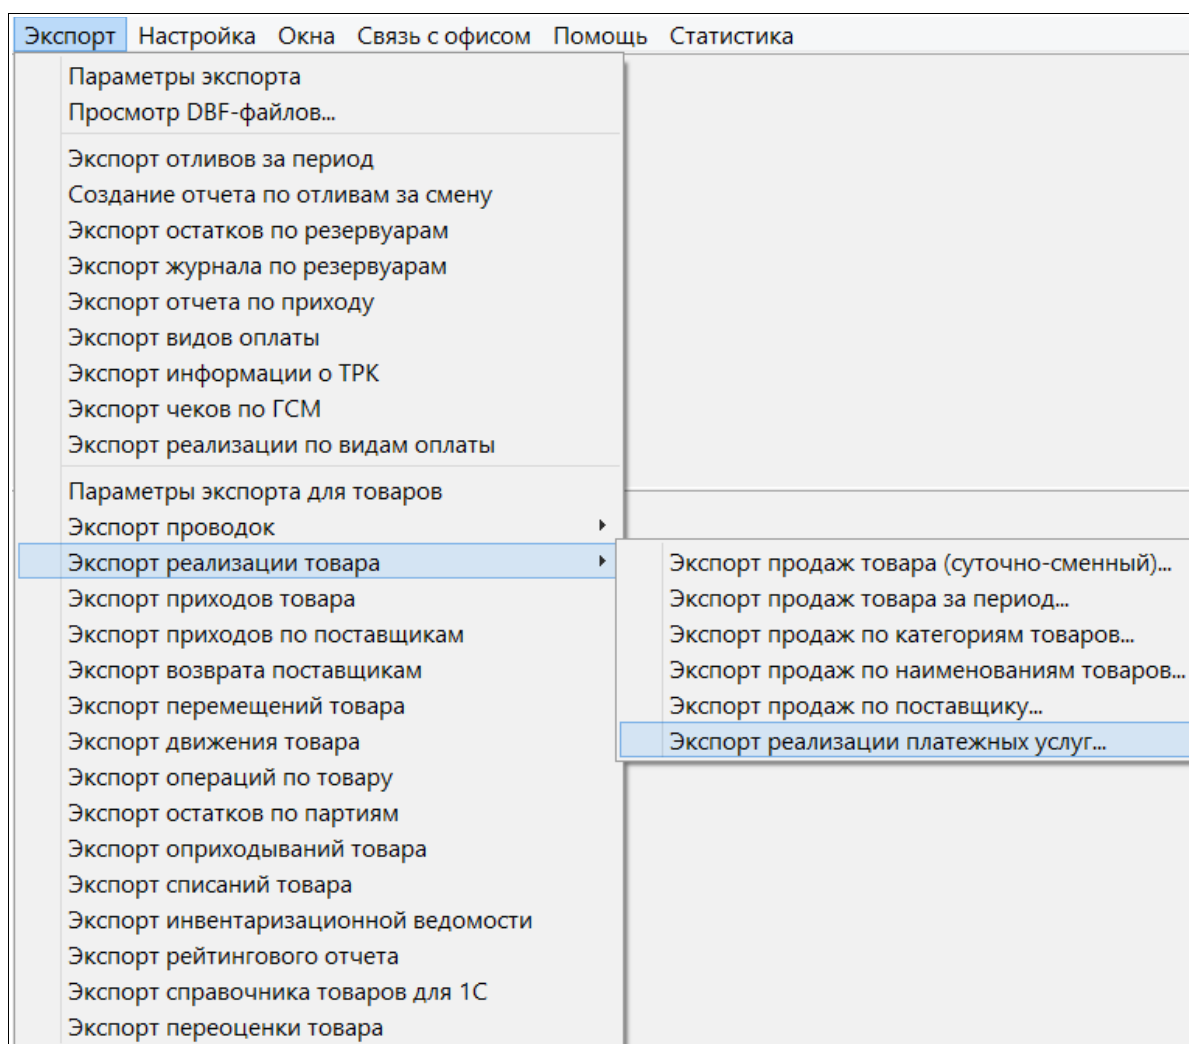 Экспорт Настройка Окна Связь с офисом Помощь Статистика
Параметры экспорта
Просмотр DBF-файлов...
Экспорт отливов за период
Создание отчета по отливам за смену
Экспорт остатков по резервуарам
Экспорт журнала по резервуарам
Экспорт отчета по приходу
Экспорт видов оплаты
Экспорт информации о ТРК
Экспорт чеков по ГСМ
Экспорт реализации по видам оплаты
Параметры экспорта для товаров
Экспорт проводок
Экспорт реализации товара
Экспорт приходов товара
Экспорт приходов по поставщикам
Экспорт возврата поставщикам
Экспорт перемещений товара
Экспорт движения товара
Экспорт операций по товару
Экспорт остатков по партиям
Экспорт оприходываний товара
Экспорт списаний товара
Экспорт инвентаризационной ведомости
Экспорт рейтингового отчета
Экспорт справочника товаров для 1С
Экспорт переоценки товара
Экспорт продаж товара (суточно-сменный)...
Экспорт продаж товара за период...
Экспорт продаж по категориям товаров...
Экспорт продаж по наименованиям товаров...
Экспорт продаж по поставщику...
Экспорт реализации платежных услуг...